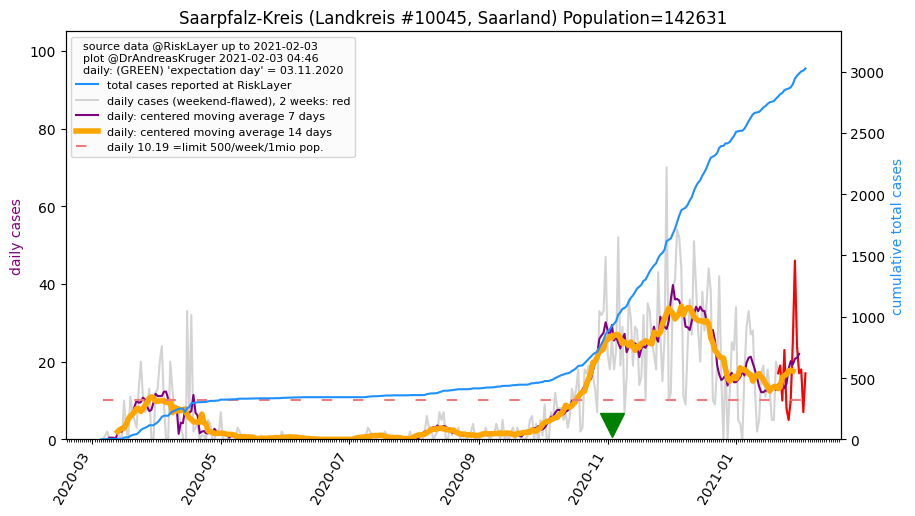 Saarpfalz-Kreis (Landkreis #10045, Saarland) Population=142631
source data @RiskLayer up to 2021-02-03
plot @DrAndreasKruger 2021-02-03 04:46
daily: (GREEN) 'expectation day' = 03.11.2020
total cases reported at RiskLayer
daily cases (weekend-flawed), 2 weeks: red
daily: centered moving average 7 days
daily: centered moving average 14 days
daily 10.19 =limit 500/week/1mio pop.
daily cases
100
80
60
40
20
0
cumulative total cases
3000
2500
2000
1500
1000
500
0
2020-03
2020-05
2020-07
2020-09
2020-11
2021-01